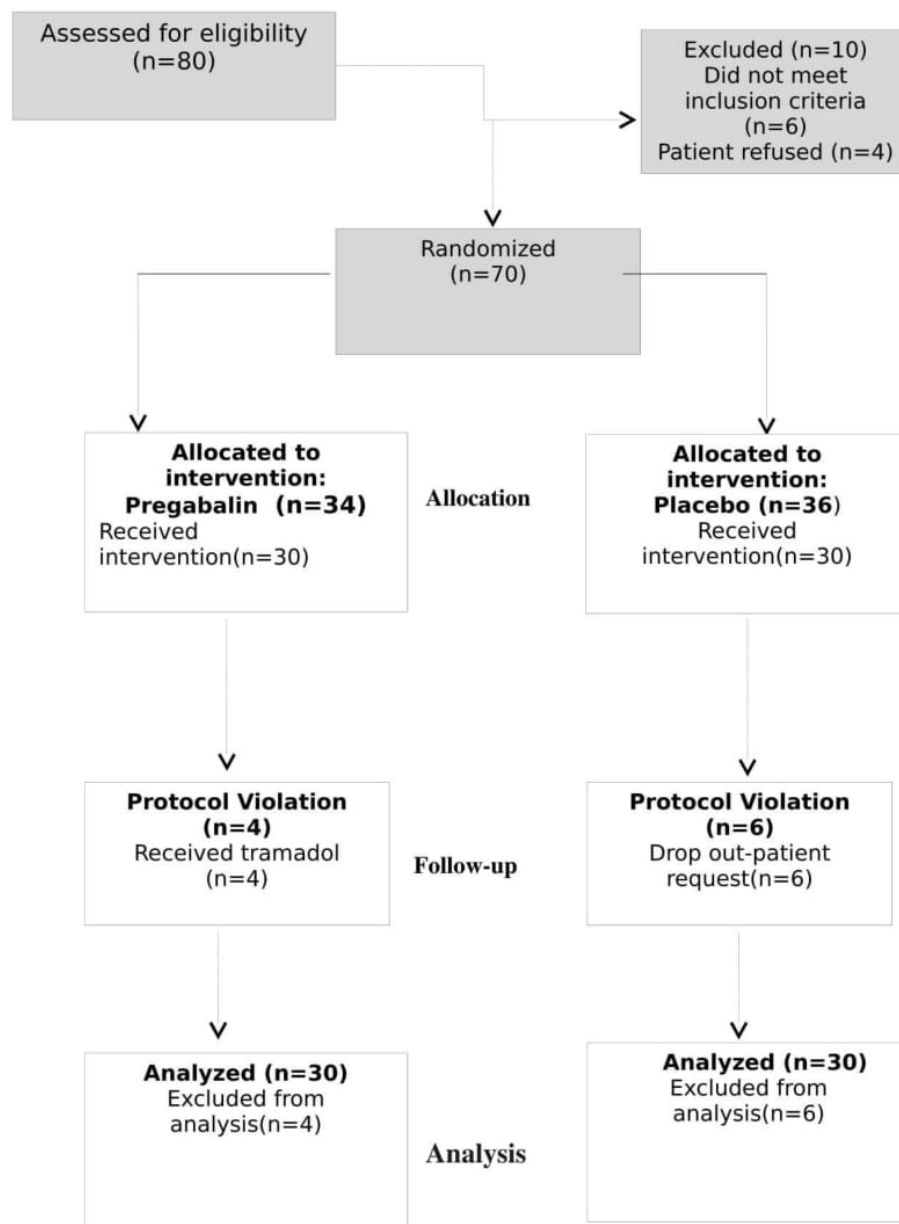 Assessed for eligibility
(n=80)
Excluded (n=10)
Did not meet
inclusion criteria
(n=6)
Patient refused (n=4)
Randomized
(n=70)
Allocated to
intervention:
Pregabalin (n=34)
Received
intervention(n=30)
Allocation
Allocated to
intervention:
Placebo (n=36)
Received
intervention(n=30)
Protocol Violation
(n=4)
Received tramadol
(n=4)
Follow-up
Protocol Violation
(n=6)
Drop out-patient
request(n=6)
Analyzed (n=30)
Excluded from
analysis(n=4)
Analysis
Analyzed (n=30)
Excluded from
analysis(n=6)